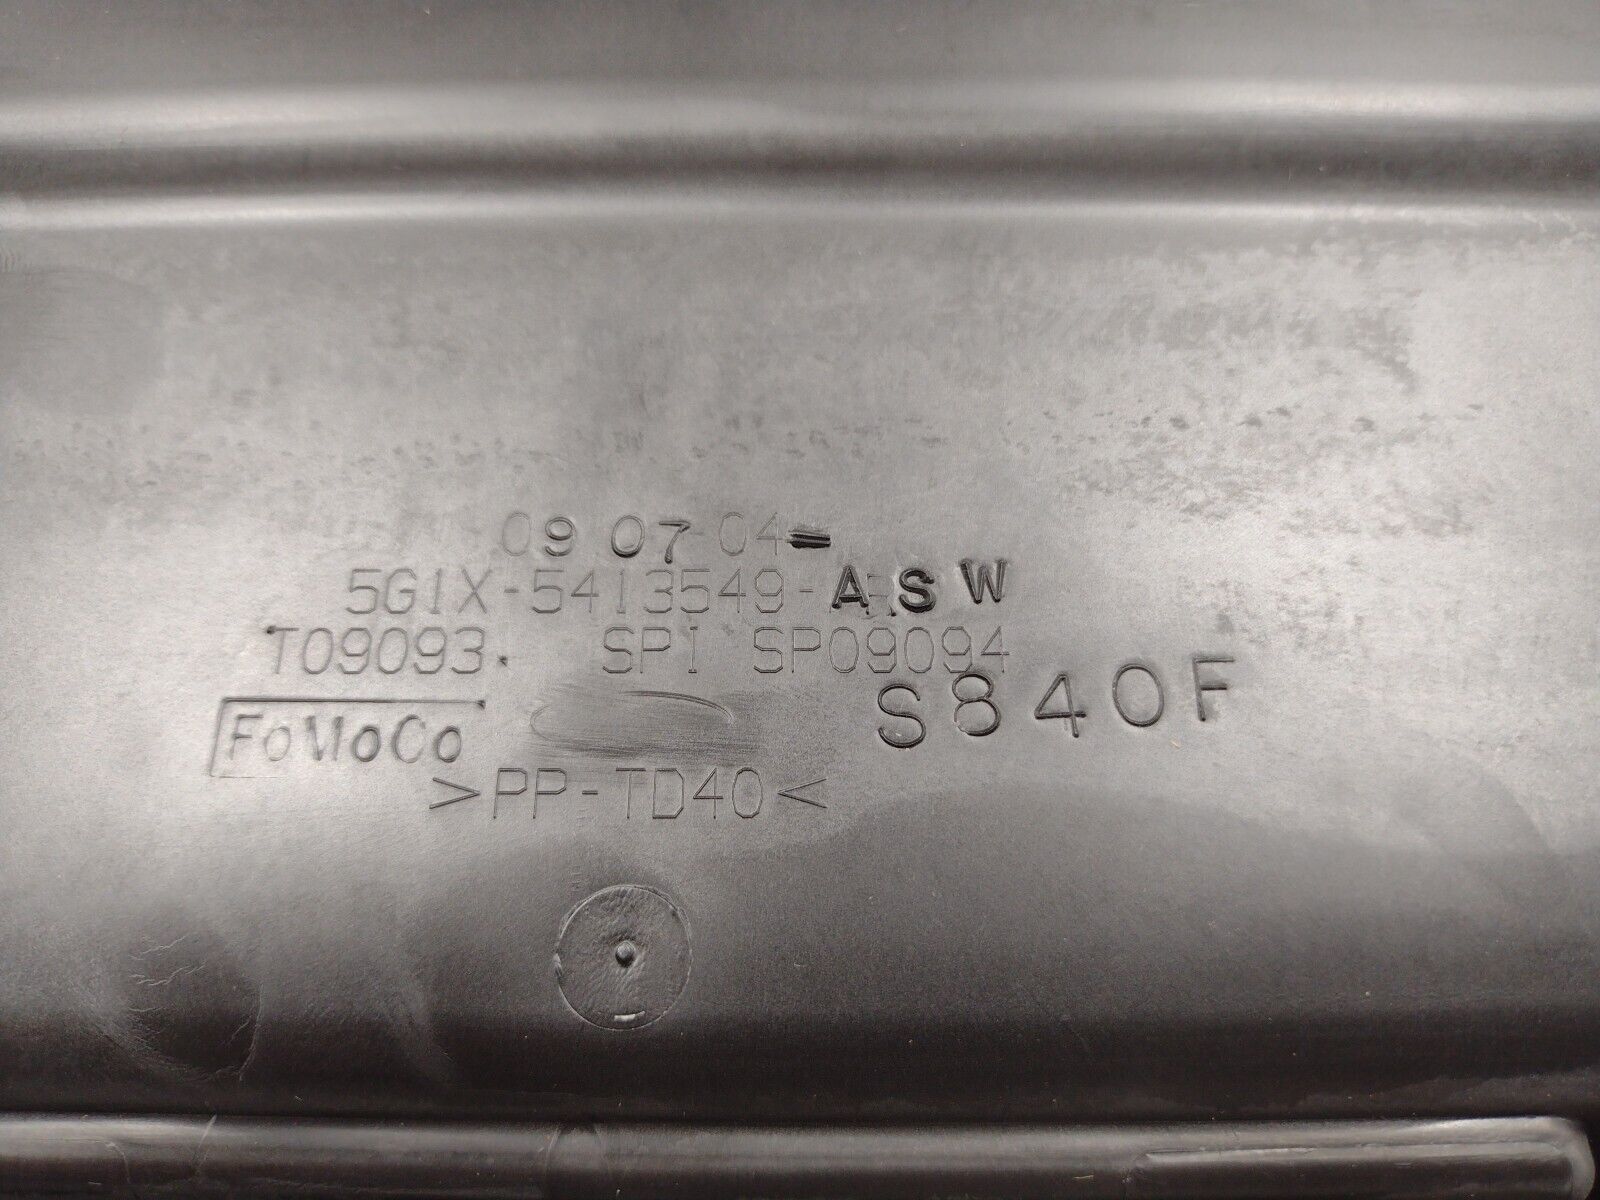 09 07 04
5G1X-5413549-ASW
T09093. SPI SP09094
S840F
FoMoCo
>PP-TD40<